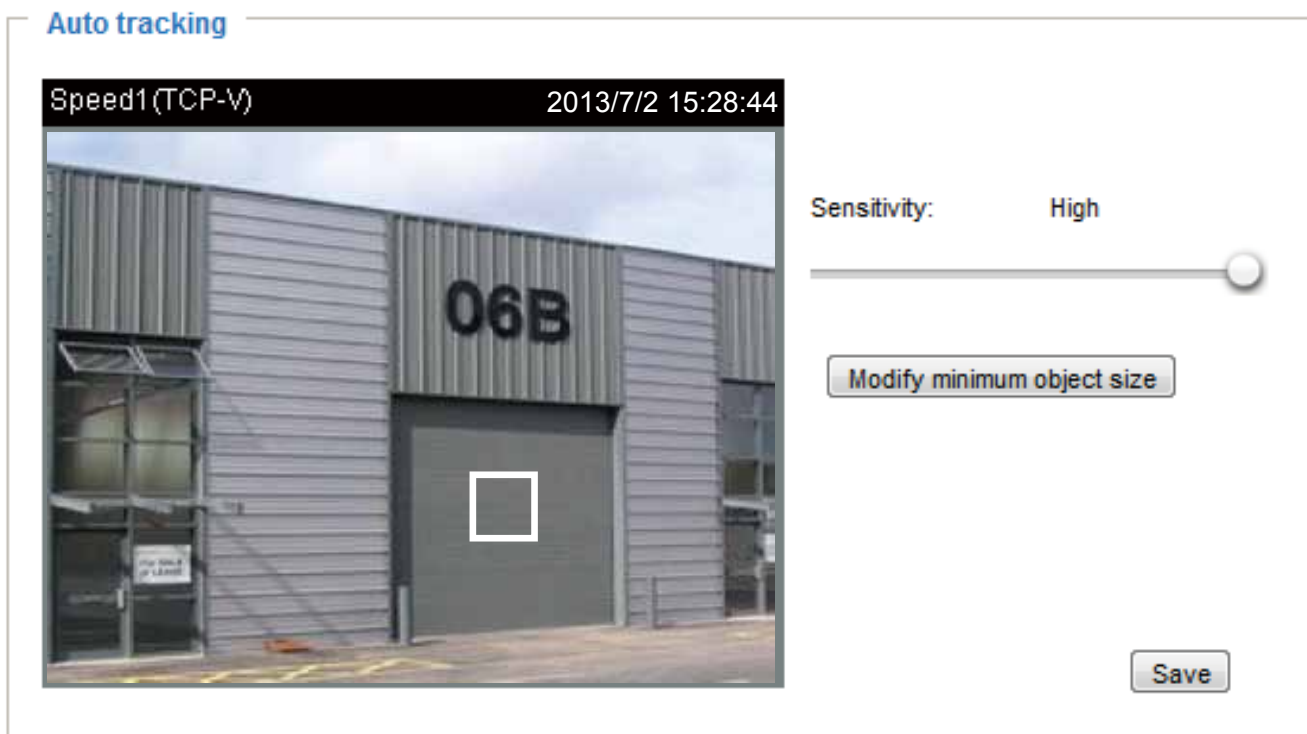 Auto tracking
Speed1(TCP-V) 2013/7/2 15:28:44
Sensitivity: High
06B
Modify minimum object size
Save